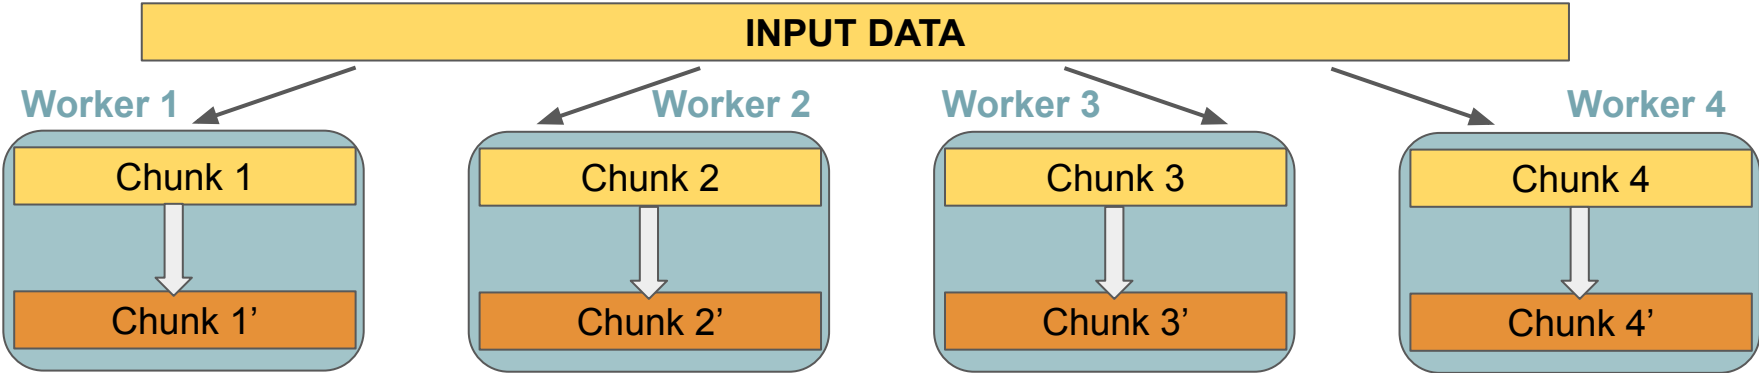 INPUT DATA
Worker 1
Worker 2
Worker 3
Worker 4
Chunk 1
Chunk 2
Chunk 3
Chunk 4
Chunk 1’
Chunk 2’
Chunk 3’
Chunk 4’